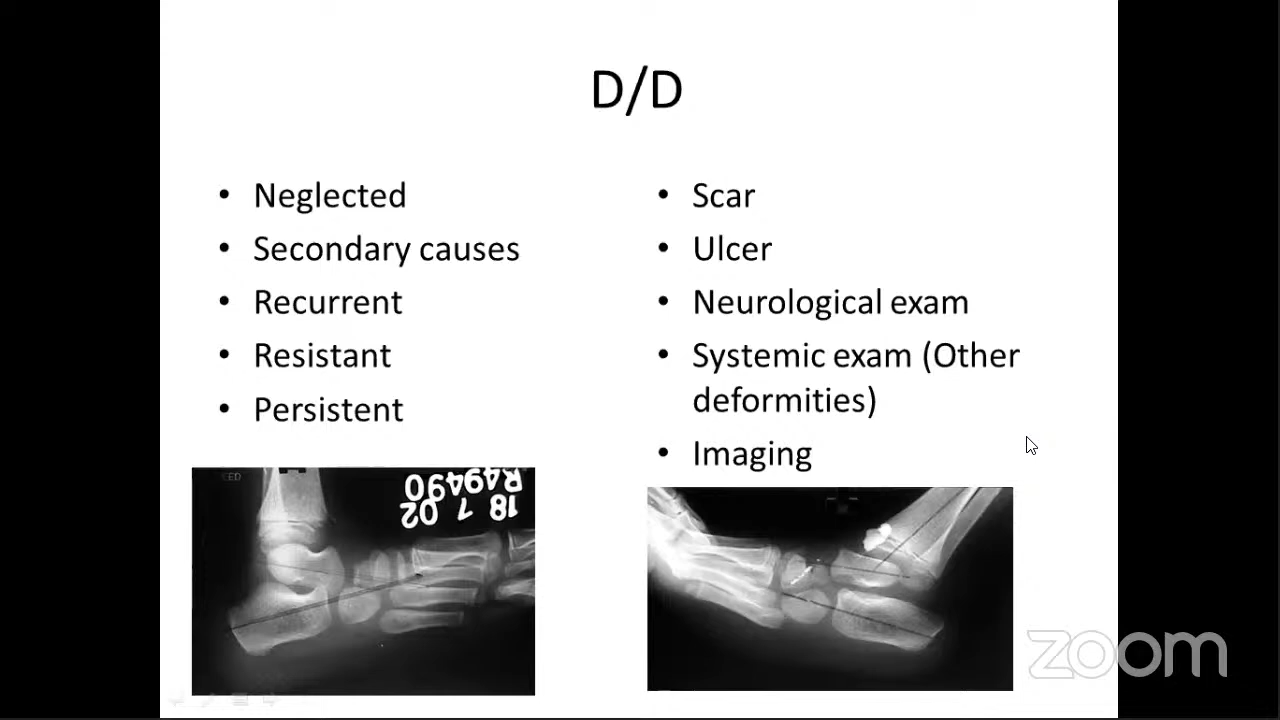 D/D
• Neglected
• Secondary causes
• Recurrent
• Resistant
• Persistent
• Scar
• Ulcer
• Neurological exam
• Systemic exam (Other
deformities)
• Imaging
R49490
18 7 02
zoom